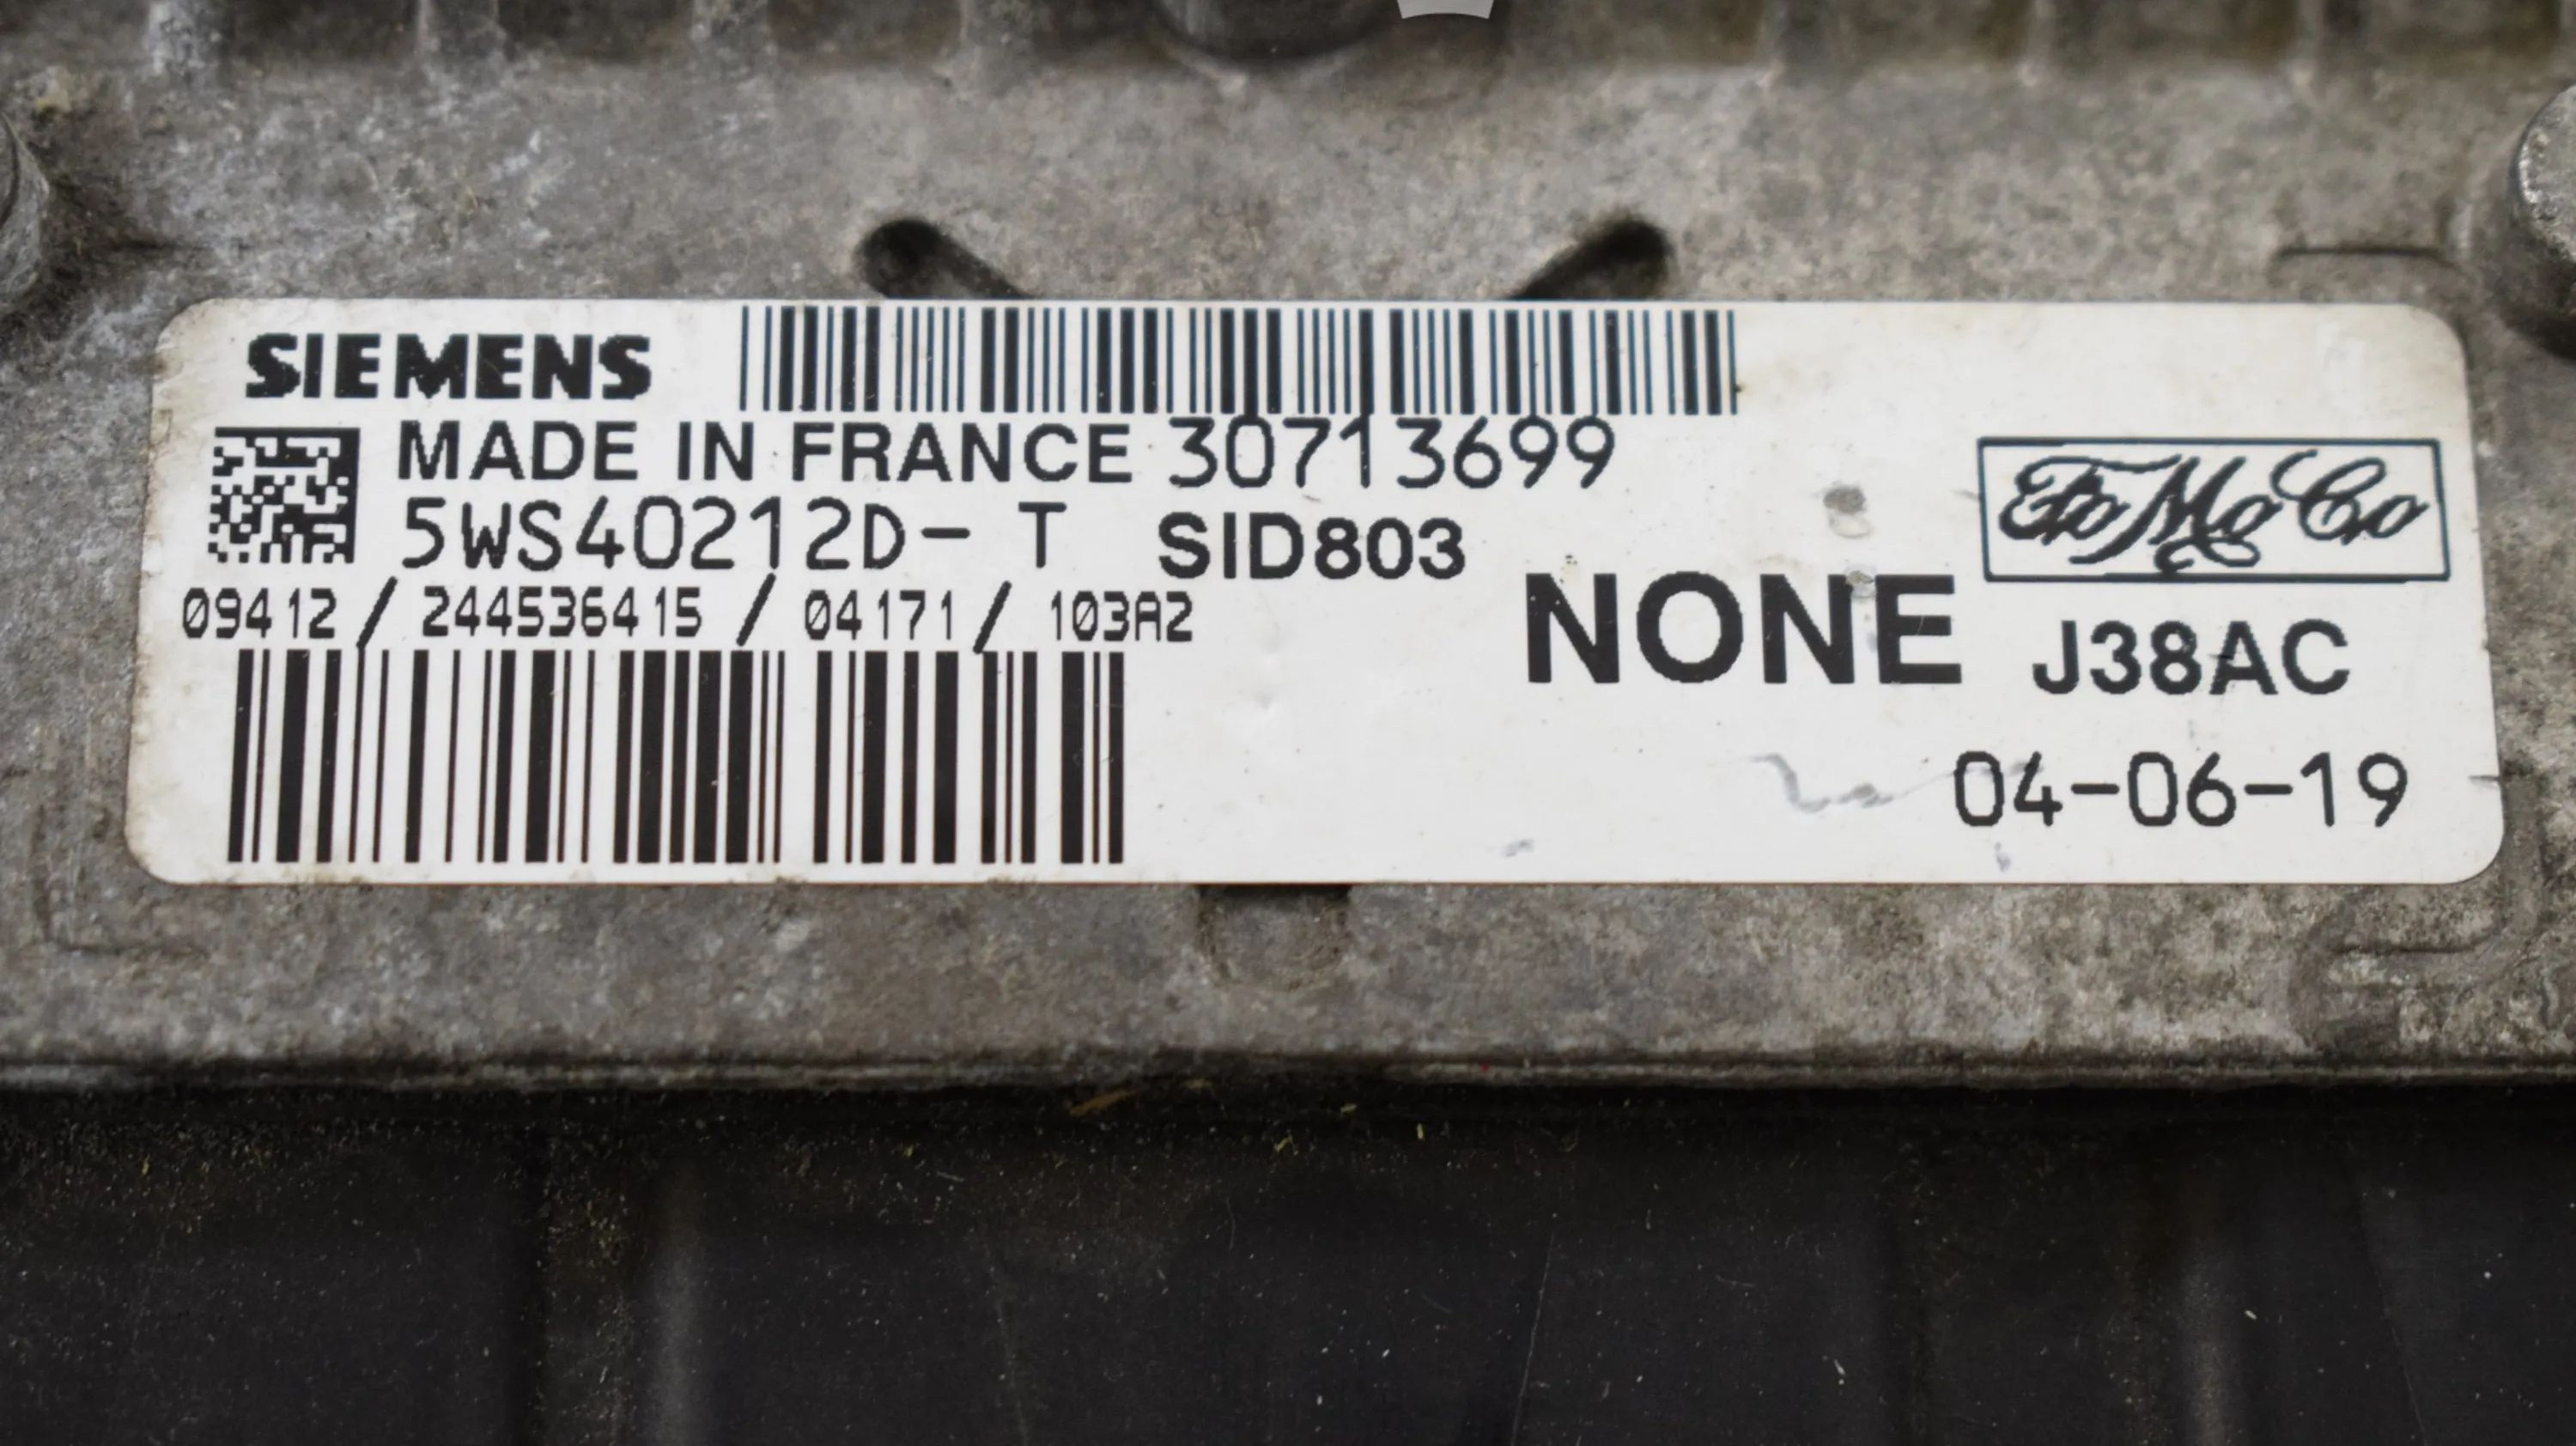 SIEMENS
MADE IN FRANCE 30713699
5WS40212D- T SID803
FoMoCo
09412 / 244536415 / 04171 / 103A2
NONE J38AC
04-06-19